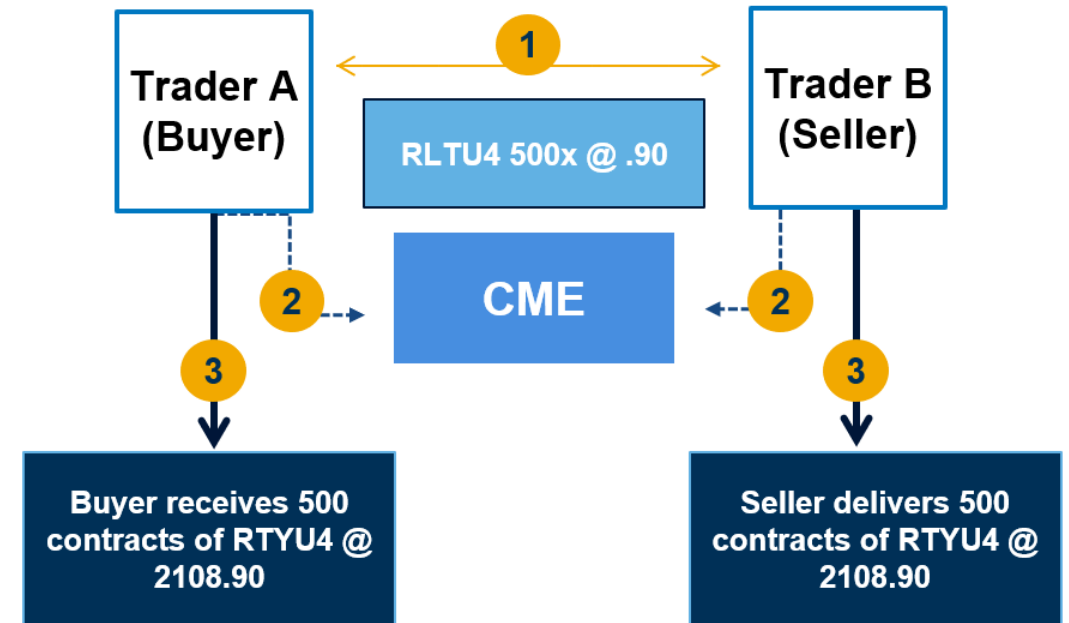 1
Trader A
(Buyer)
Trader B
(Seller)
RLTU4 500x @ .90
CME
2
2
3
3
Buyer receives 500
contracts of RTYU4 @
2108.90
Seller delivers 500
contracts of RTYU4 @
2108.90